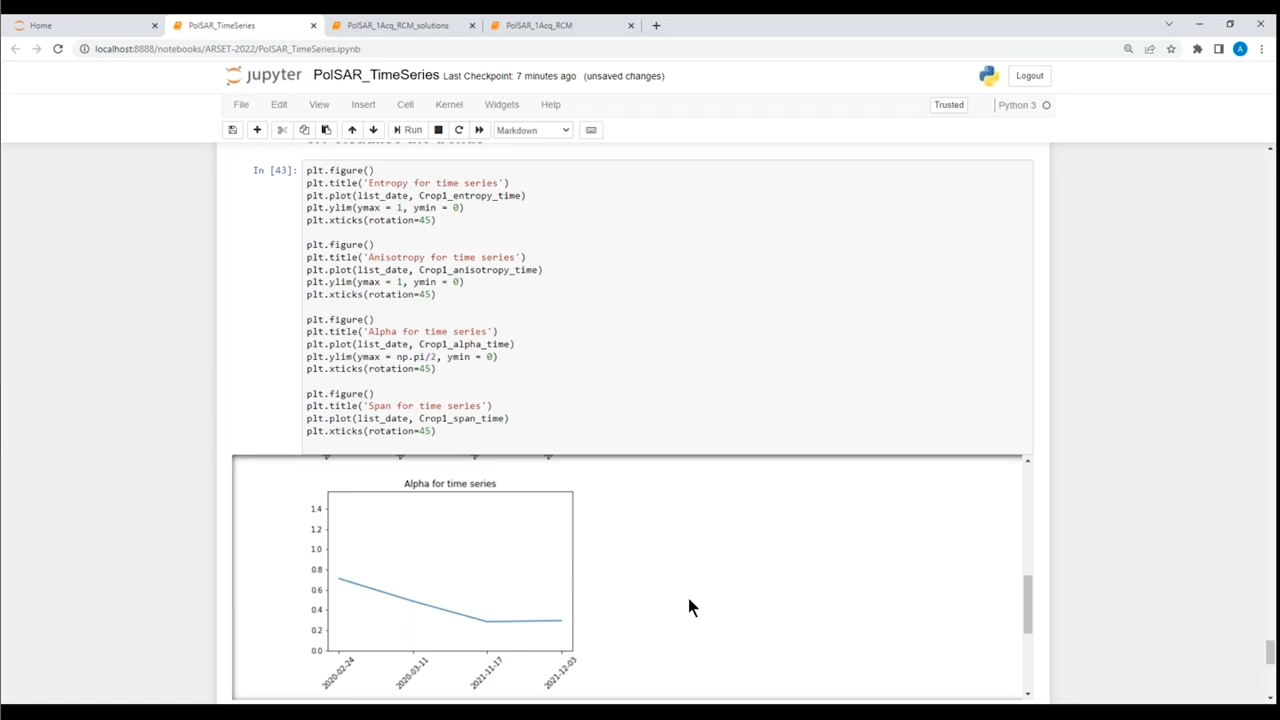 Home
PolSAR_TimeSeries
PolSAR_1Acq_RCM_solutions
PolSAR_1Acq_RCM
localhost:8888/notebooks/ARSET-2022/PolSAR_TimeSeries.ipynb
A
jupyter PolSAR_TimeSeries Last Checkpoint: 7 minutes ago (unsaved changes)
Logout
File Edit View Insert Cell Kernel Widgets Help
Trusted
Python 3
Run
Markdown
In [43]:
plt.figure()
plt.title('Entropy for time series')
plt.plot(list_date, Crop1_entropy_time)
plt.ylim(ymax = 1, ymin = 0)
plt.xticks(rotation=45)
plt.figure()
plt.title('Anisotropy for time series')
plt.plot(list_date, Crop1_anisotropy_time)
plt.ylim(ymax = 1, ymin = 0)
plt.xticks(rotation=45)
plt.figure()
plt.title('Alpha for time series')
plt.plot(list_date, Crop1_alpha_time)
plt.ylim(ymax = np.pi/2, ymin = 0)
plt.xticks(rotation=45)
plt.figure()
plt.title('Span for time series')
plt.plot(list_date, Crop1_span_time)
plt.xticks(rotation=45)
Alpha for time series
1.4
1.2
1.0
0.8
0.6
0.4
0.2
0.0
2020-02-24
2020-03-11
2021-11-17
2021-12-03